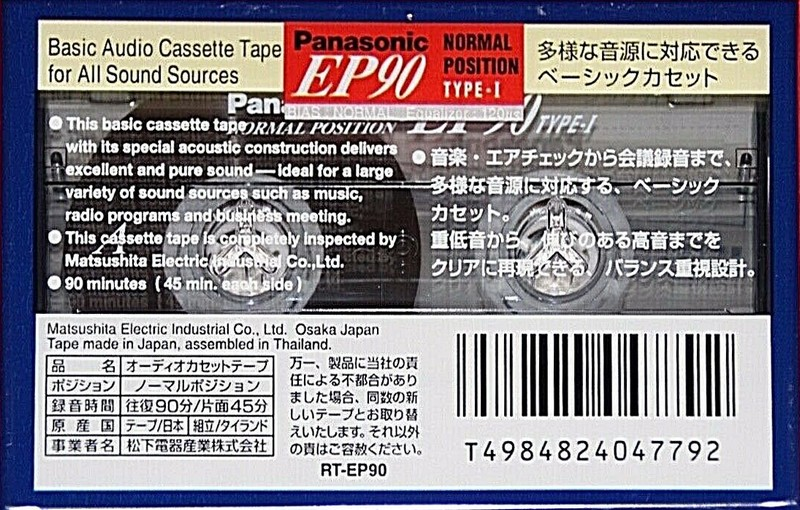 Basic Audio Cassette Tape
for All Sound Sources
Panasonic
EP90
NORMAL
POSITION
TYPE-I
BIAS : NORMAL Equalizer : 120μs
多様な音源に対応できる
ベーシックカセット
NORMAL POSITION EP90 TYPE-I
● This basic cassette tape
with its special acoustic construction delivers
excellent and pure sound — ideal for a large
variety of sound sources such as music,
radio programs and business meeting.
● This cassette tape is completely inspected by
Matsushita Electric Industrial Co.,Ltd.
● 90 minutes ( 45 min. each side )
A
● 音楽・エアチェックから会議録音まで、
多様な音源に対応する、ベーシック
カセット。
重低音から、伸びのある高音までを
クリアに再現できる、バランス重視設計。
Matsushita Electric Industrial Co., Ltd. Osaka Japan
Tape made in Japan, assembled in Thailand.
品名 オーディオカセットテープ
ポジション ノーマルポジション
録音時間 往復90分/片面45分
原産国 テープ/日本 組立/タイランド
事業者名 松下電器産業株式会社
万一、製品に当社の責
任による不都合があり
ました場合、同数の新
しいテープとお取り替
えいたします。それ以外
の責はご容赦ください。
RT-EP90
T4984824047792